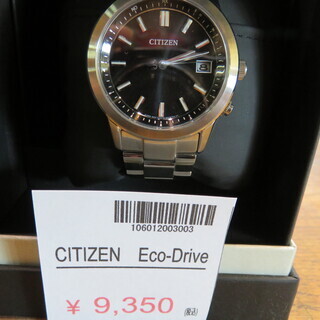 CITIZEN
106012003003
CITIZEN Eco-Drive
¥ 9,350